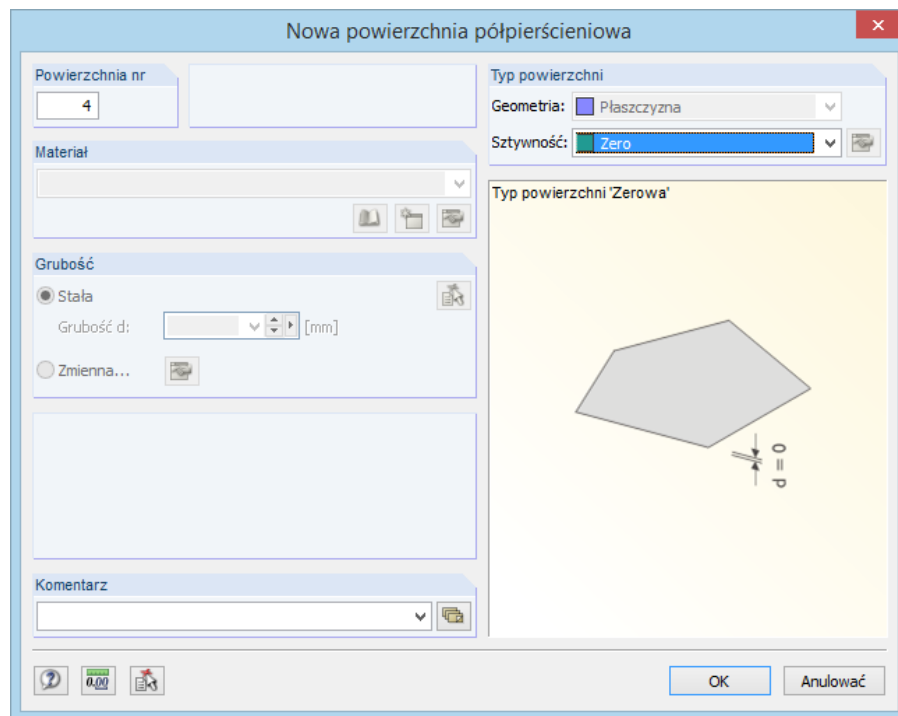 Nowa powierzchnia półpierścieniowa
Powierzchnia nr
4
Materiał
Grubość
Stała
Grubość d:
[mm]
Zmienna...
Komentarz
Typ powierzchni
Geometria:
Płaszczyzna
Sztywność:
Zero
Typ powierzchni 'Zerowa'
d = 0
0.00
OK
Anulować